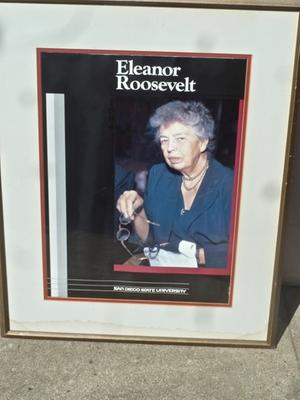 Eleanor
Roosevelt
SAN DIEGO STATE UNIVERSITY